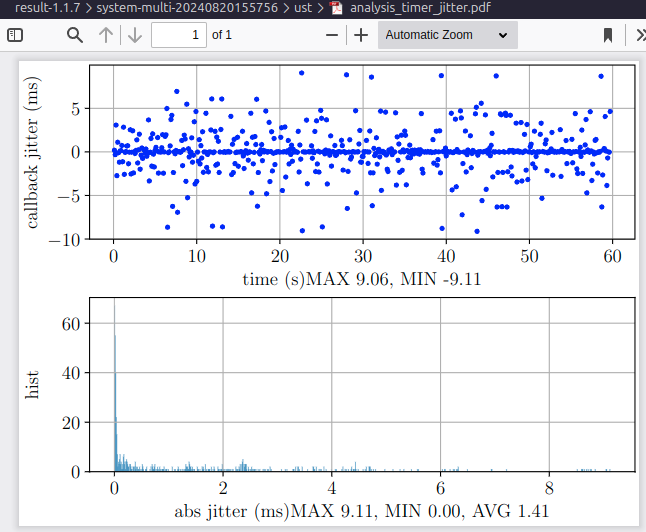 result-1.1.7 > system-multi-20240820155756 > ust > analysis_timer_jitter.pdf
1 of 1 Automatic Zoom
callback jitter (ms)
5
0
−5
−10
0 10 20 30 40 50 60
time (s)MAX 9.06, MIN -9.11
hist
60
40
20
0
0 2 4 6 8
abs jitter (ms)MAX 9.11, MIN 0.00, AVG 1.41